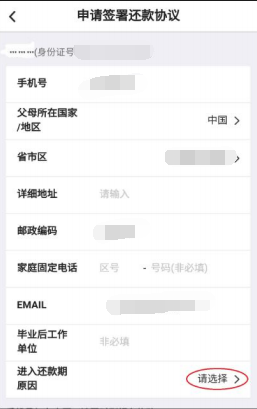 申请签署还款协议
………(身份证号
手机号
父母所在国家
/地区
中国
省市区
详细地址
请输入
邮政编码
家庭固定电话
区号 - 号码(非必填)
EMAIL
毕业后工作
单位
非必填
进入还款期
原因
请选择